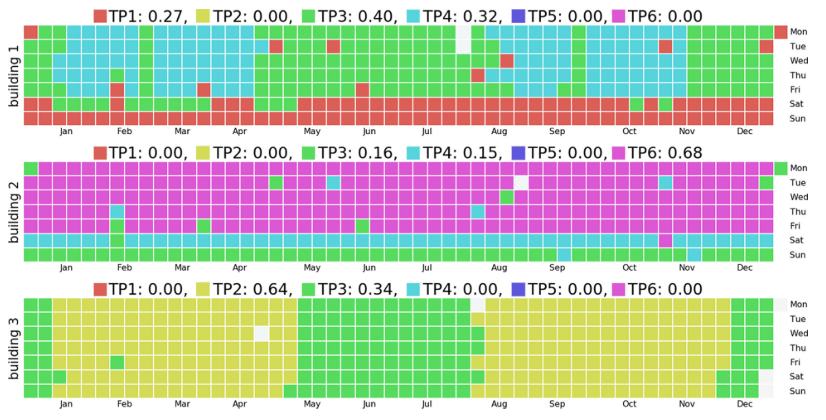 TP1: 0.27, TP2: 0.00, TP3: 0.40, TP4: 0.32, TP5: 0.00, TP6: 0.00
building 1
Mon
Tue
Wed
Thu
Fri
Sat
Sun
Jan Feb Mar Apr May Jun Jul Aug Sep Oct Nov Dec
TP1: 0.00, TP2: 0.00, TP3: 0.16, TP4: 0.15, TP5: 0.00, TP6: 0.68
building 2
Mon
Tue
Wed
Thu
Fri
Sat
Sun
Jan Feb Mar Apr May Jun Jul Aug Sep Oct Nov Dec
TP1: 0.00, TP2: 0.64, TP3: 0.34, TP4: 0.00, TP5: 0.00, TP6: 0.00
building 3
Mon
Tue
Wed
Thu
Fri
Sat
Sun
Jan Feb Mar Apr May Jun Jul Aug Sep Oct Nov Dec